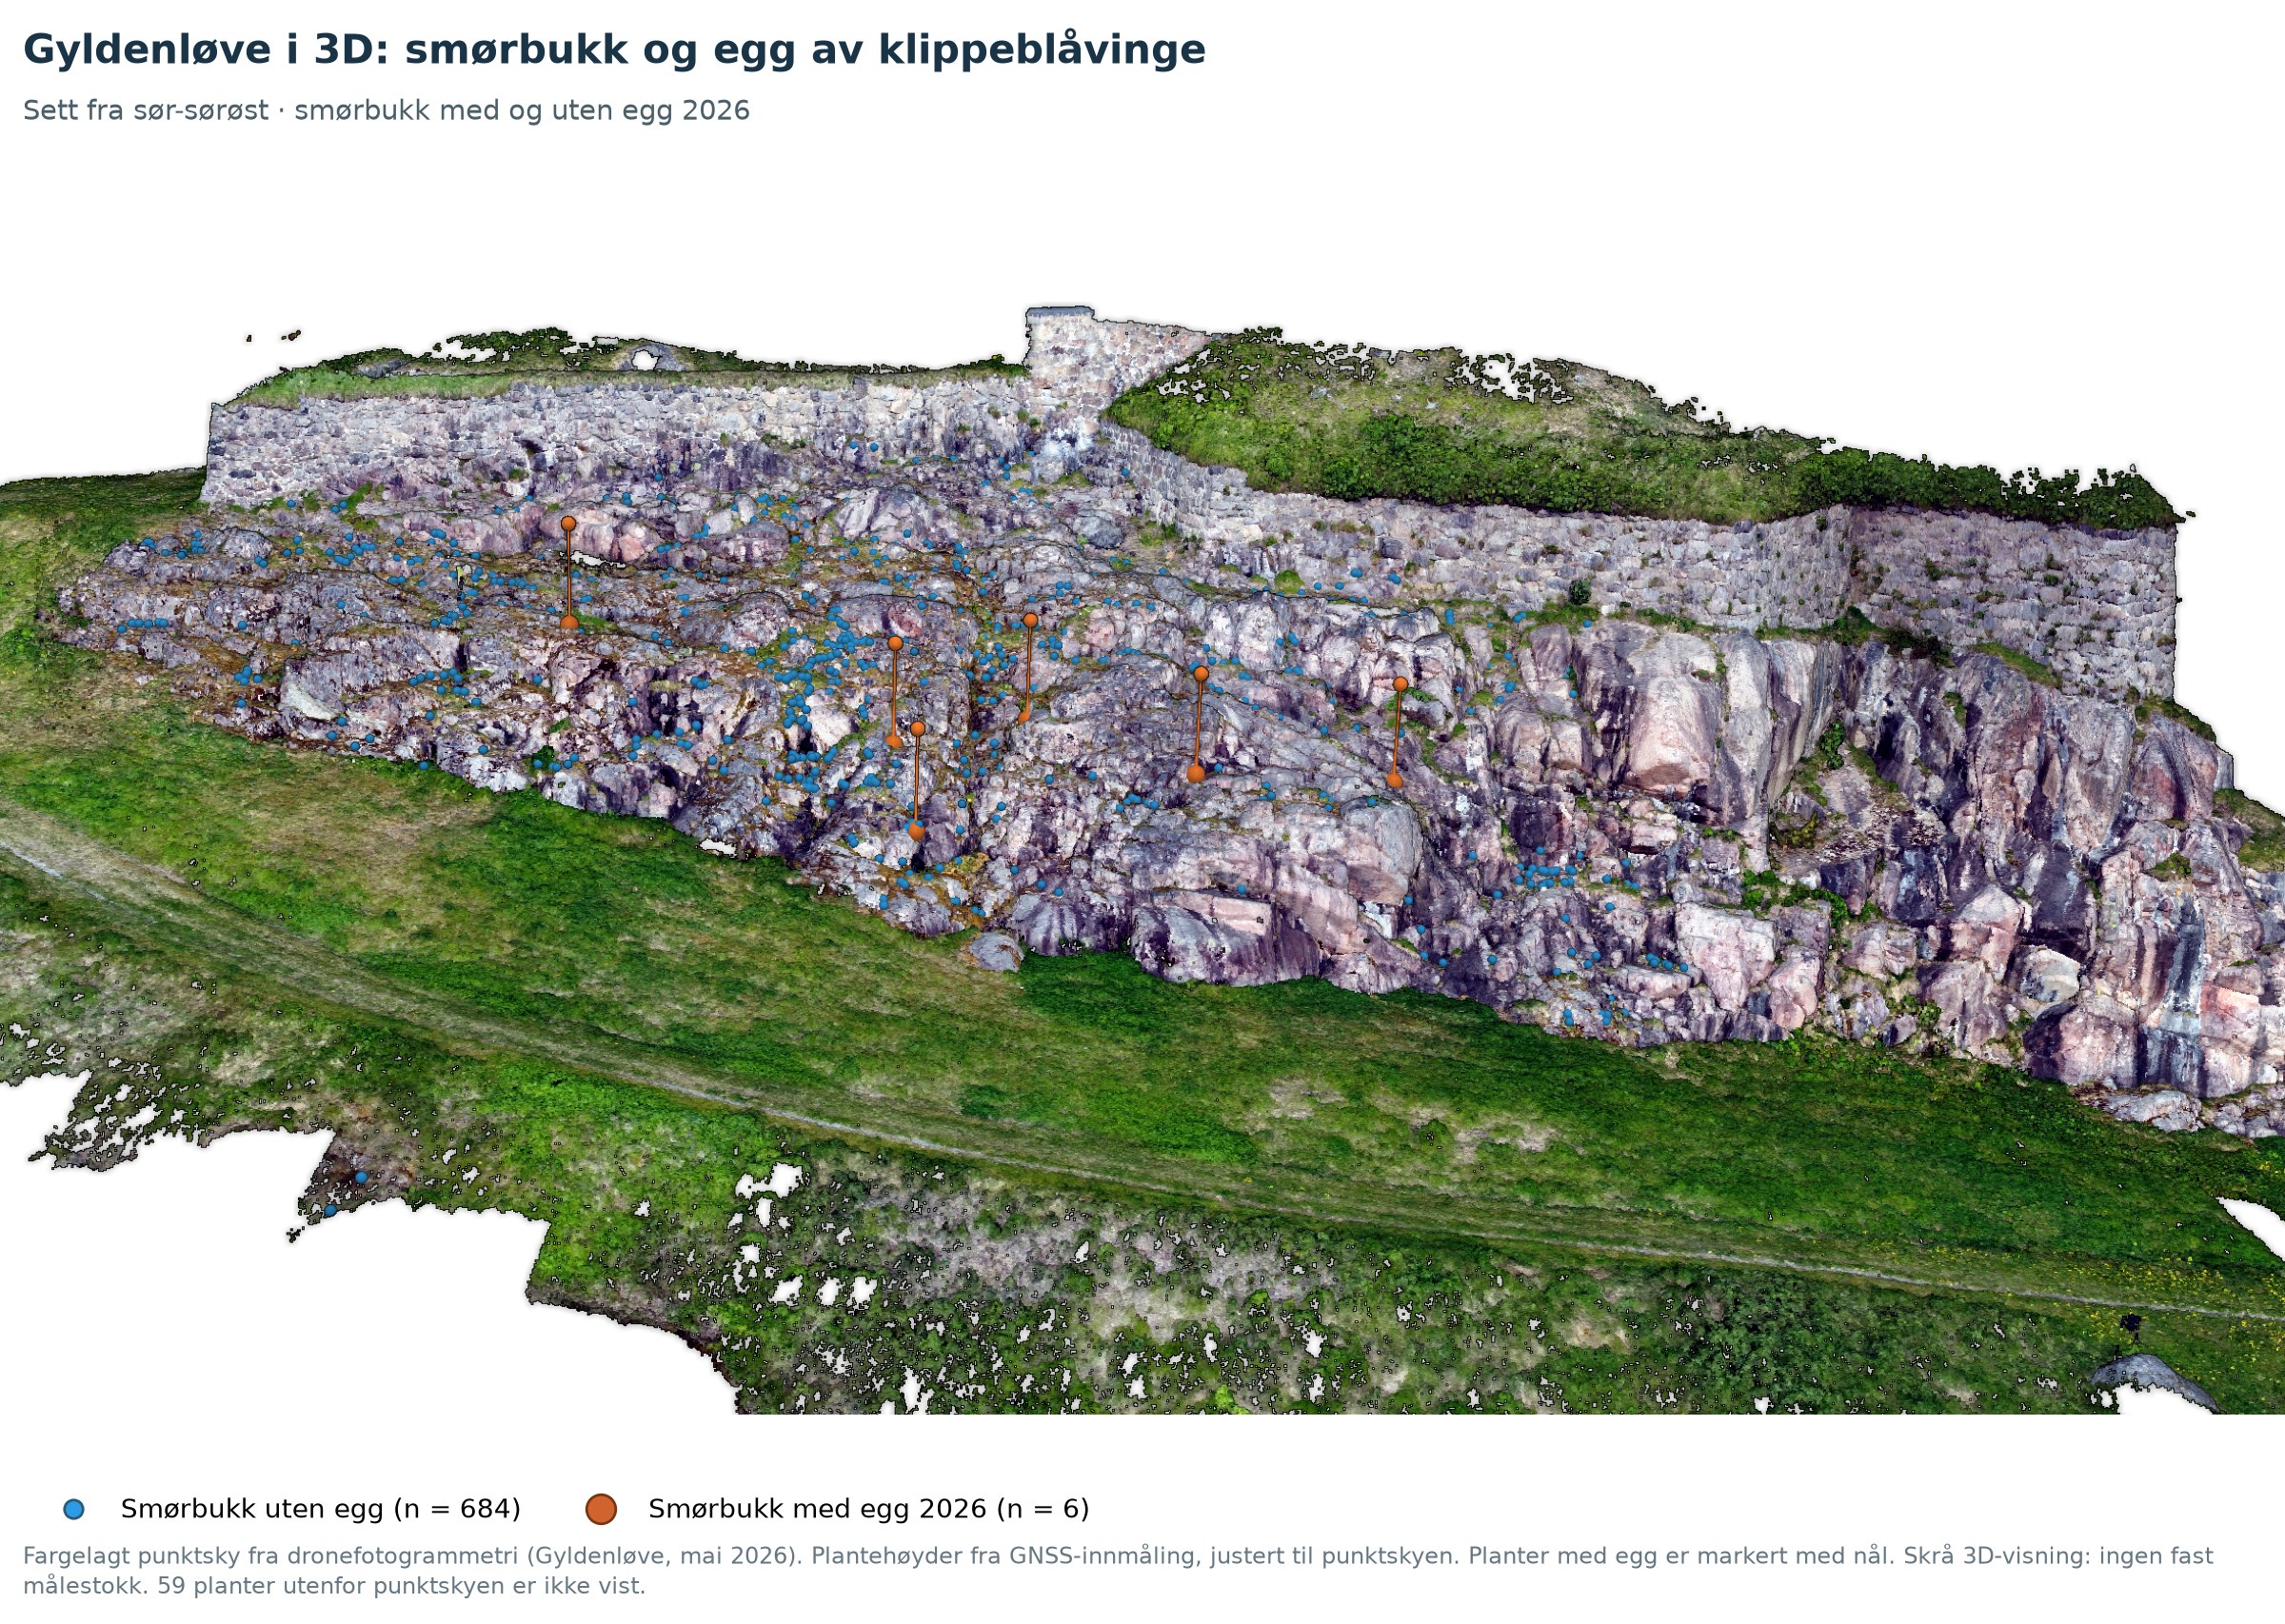 Gyldenløve i 3D: smørbukk og egg av klippeblåvinge
Sett fra sør-sørøst · smørbukk med og uten egg 2026
Smørbukk uten egg (n = 684)
Smørbukk med egg 2026 (n = 6)
Fargelagt punktsky fra dronefotogrammetri (Gyldenløve, mai 2026). Plantehøyder fra GNSS-innmåling, justert til punktskyen. Planter med egg er markert med nål. Skrå 3D-visning: ingen fast
målestokk. 59 planter utenfor punktskyen er ikke vist.